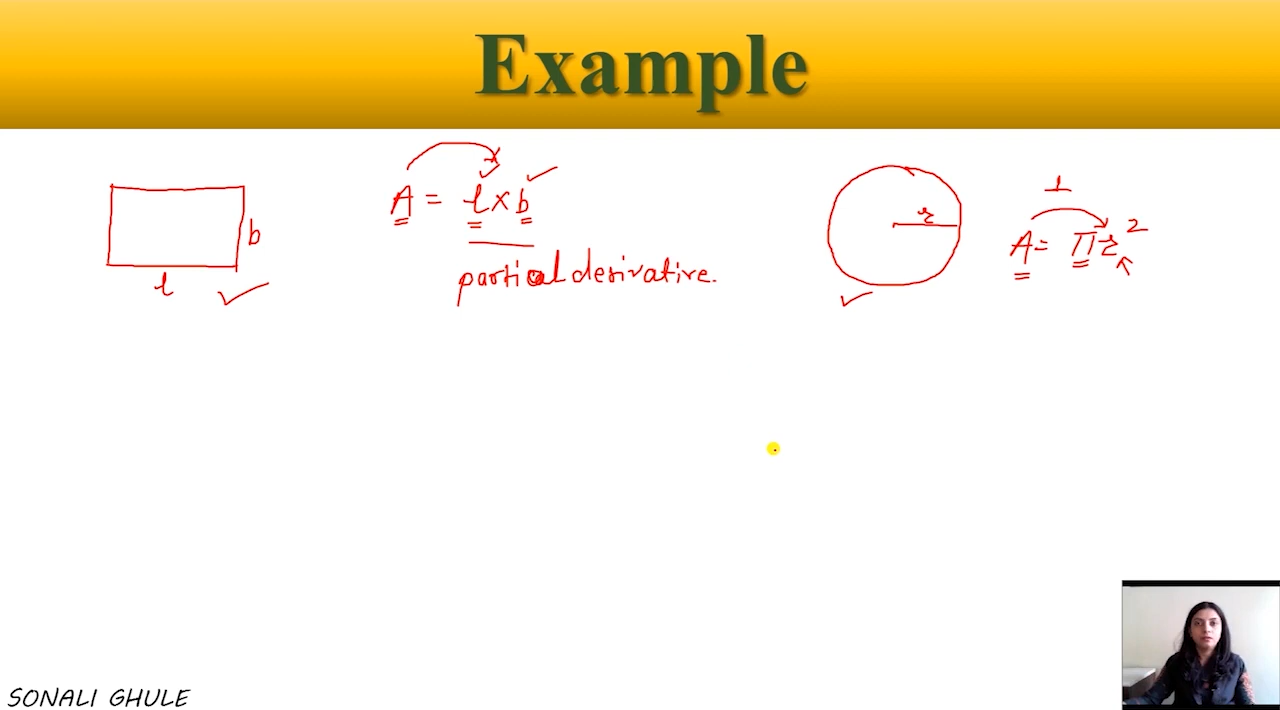 Example
A = l x b
b
l
partial derivative.
r
1
A = πr²
SONALI GHULE